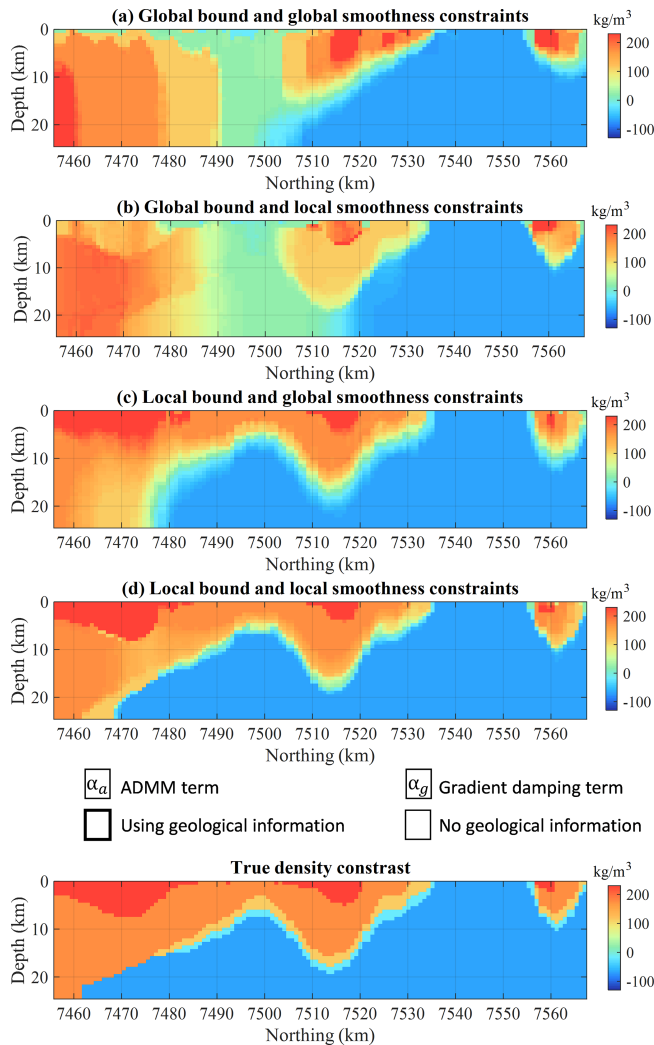 (a) Global bound and global smoothness constraints
kg/m³
0
10
20
Depth (km)
200
100
0
-100
7460 7470 7480 7490 7500 7510 7520 7530 7540 7550 7560
Northing (km)
(b) Global bound and local smoothness constraints
kg/m³
0
10
20
Depth (km)
200
100
0
-100
7460 7470 7480 7490 7500 7510 7520 7530 7540 7550 7560
Northing (km)
(c) Local bound and global smoothness constraints
kg/m³
0
10
20
Depth (km)
200
100
0
-100
7460 7470 7480 7490 7500 7510 7520 7530 7540 7550 7560
Northing (km)
(d) Local bound and local smoothness constraints
kg/m³
0
10
20
Depth (km)
200
100
0
-100
7460 7470 7480 7490 7500 7510 7520 7530 7540 7550 7560
Northing (km)
αₐ ADMM term
α_g Gradient damping term
Using geological information
No geological information
True density constrast
kg/m³
0
10
20
Depth (km)
200
100
0
-100
7460 7470 7480 7490 7500 7510 7520 7530 7540 7550 7560
Northing (km)